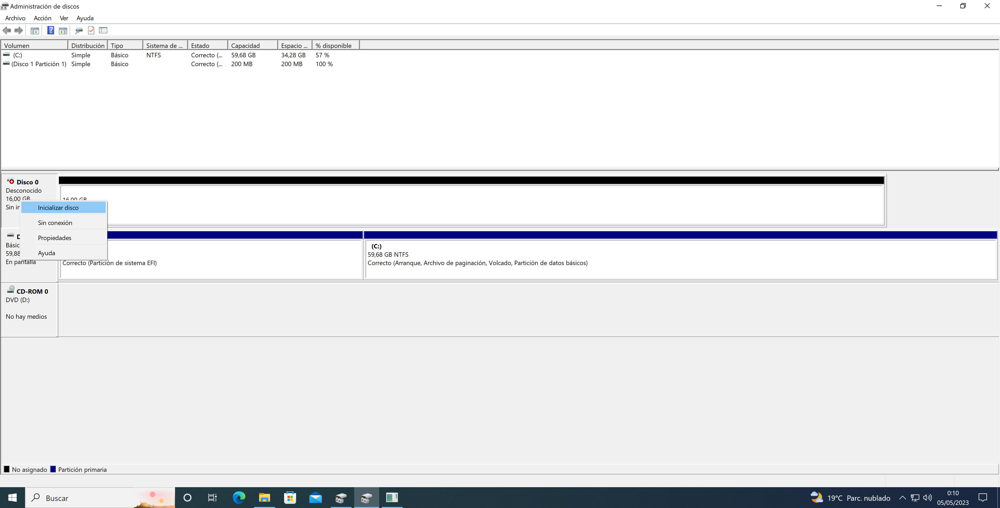 Administración de discos
Archivo Acción Ver Ayuda
Volumen Distribución Tipo Sistema de ... Estado Capacidad Espacio ... % disponible
(C:) Simple Básico NTFS Correcto (... 59,68 GB 34,28 GB 57 %
(Disco 1 Partición 1) Simple Básico Correcto (... 200 MB 200 MB 100 %
Disco 0
Desconocido
16,00 GB
Sin in
16,00 GB
Inicializar disco
Sin conexión
Propiedades
Ayuda
D
Básic
59,88
En pantalla
Correcto (Partición de sistema EFI)
(C:)
59,68 GB NTFS
Correcto (Arranque, Archivo de paginación, Volcado, Partición de datos básicos)
CD-ROM 0
DVD (D:)
No hay medios
No asignado Partición primaria
Buscar
19°C Parc. nublado
0:10
05/05/2023